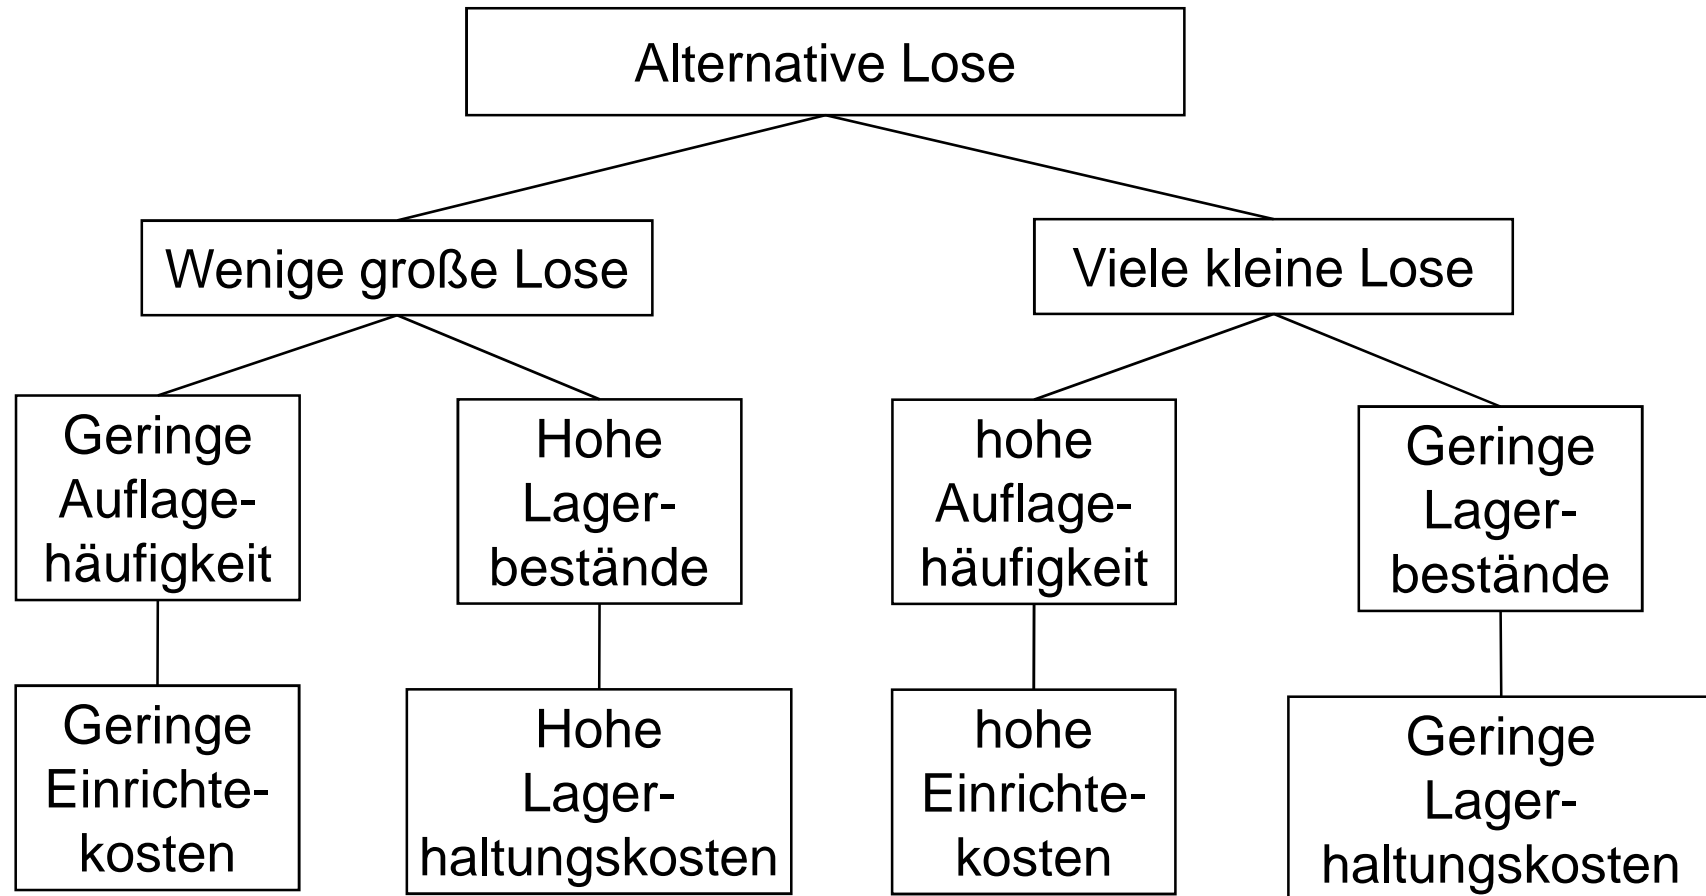 Alternative Lose
Wenige große Lose
Viele kleine Lose
Geringe
Auflage-
häufigkeit
Hohe
Lager-
bestände
hohe
Auflage-
häufigkeit
Geringe
Lager-
bestände
Geringe
Einrichte-
kosten
Hohe
Lager-
haltungskosten
hohe
Einrichte-
kosten
Geringe
Lager-
haltungskosten